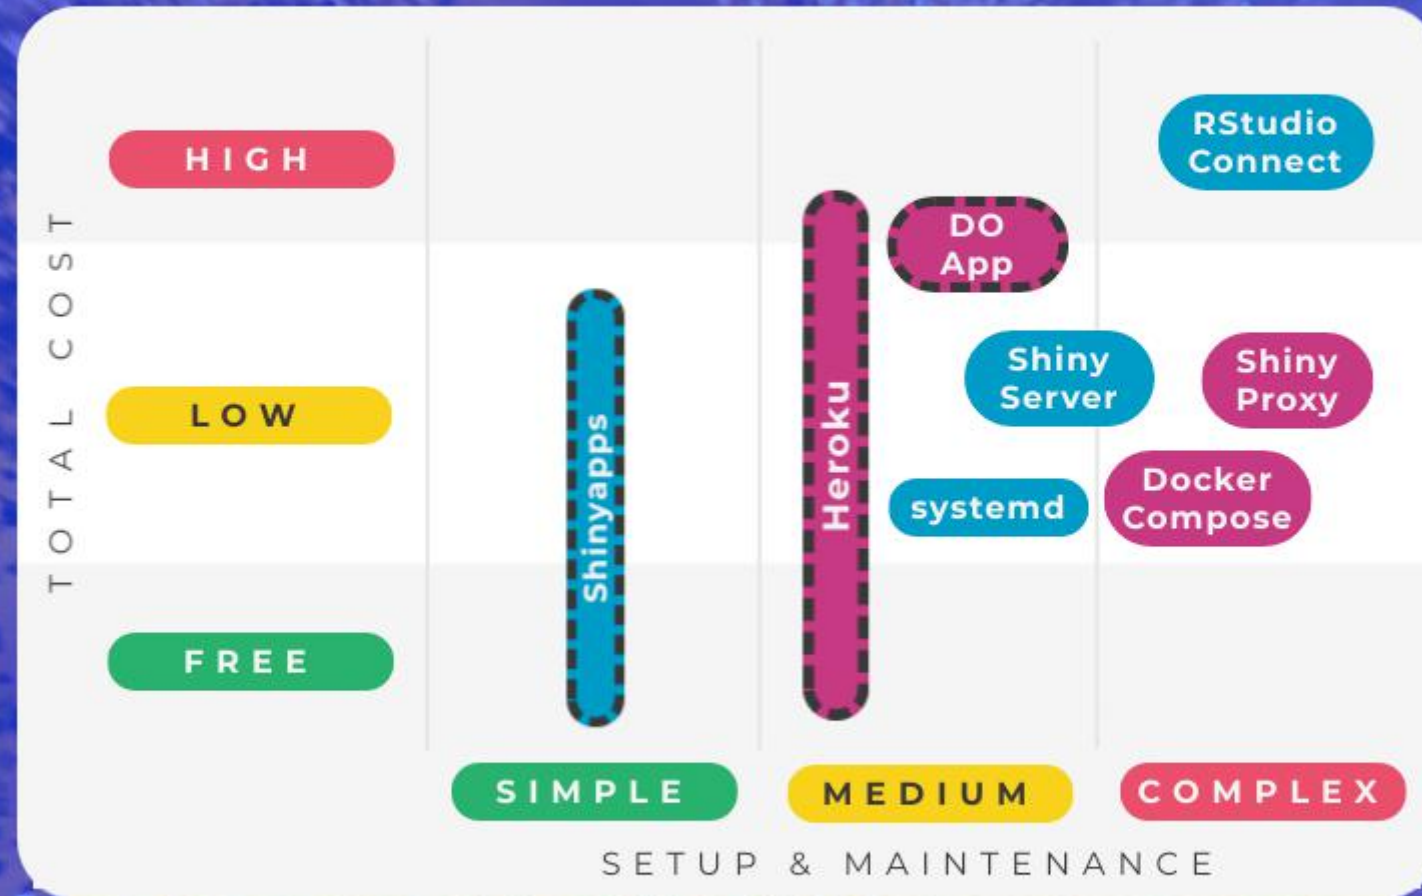 HIGH
RStudio
Connect
DO
App
TOTAL COST
LOW
Shinyapps
Heroku
Shiny
Server
Shiny
Proxy
systemd
Docker
Compose
FREE
SIMPLE
MEDIUM
COMPLEX
SETUP & MAINTENANCE